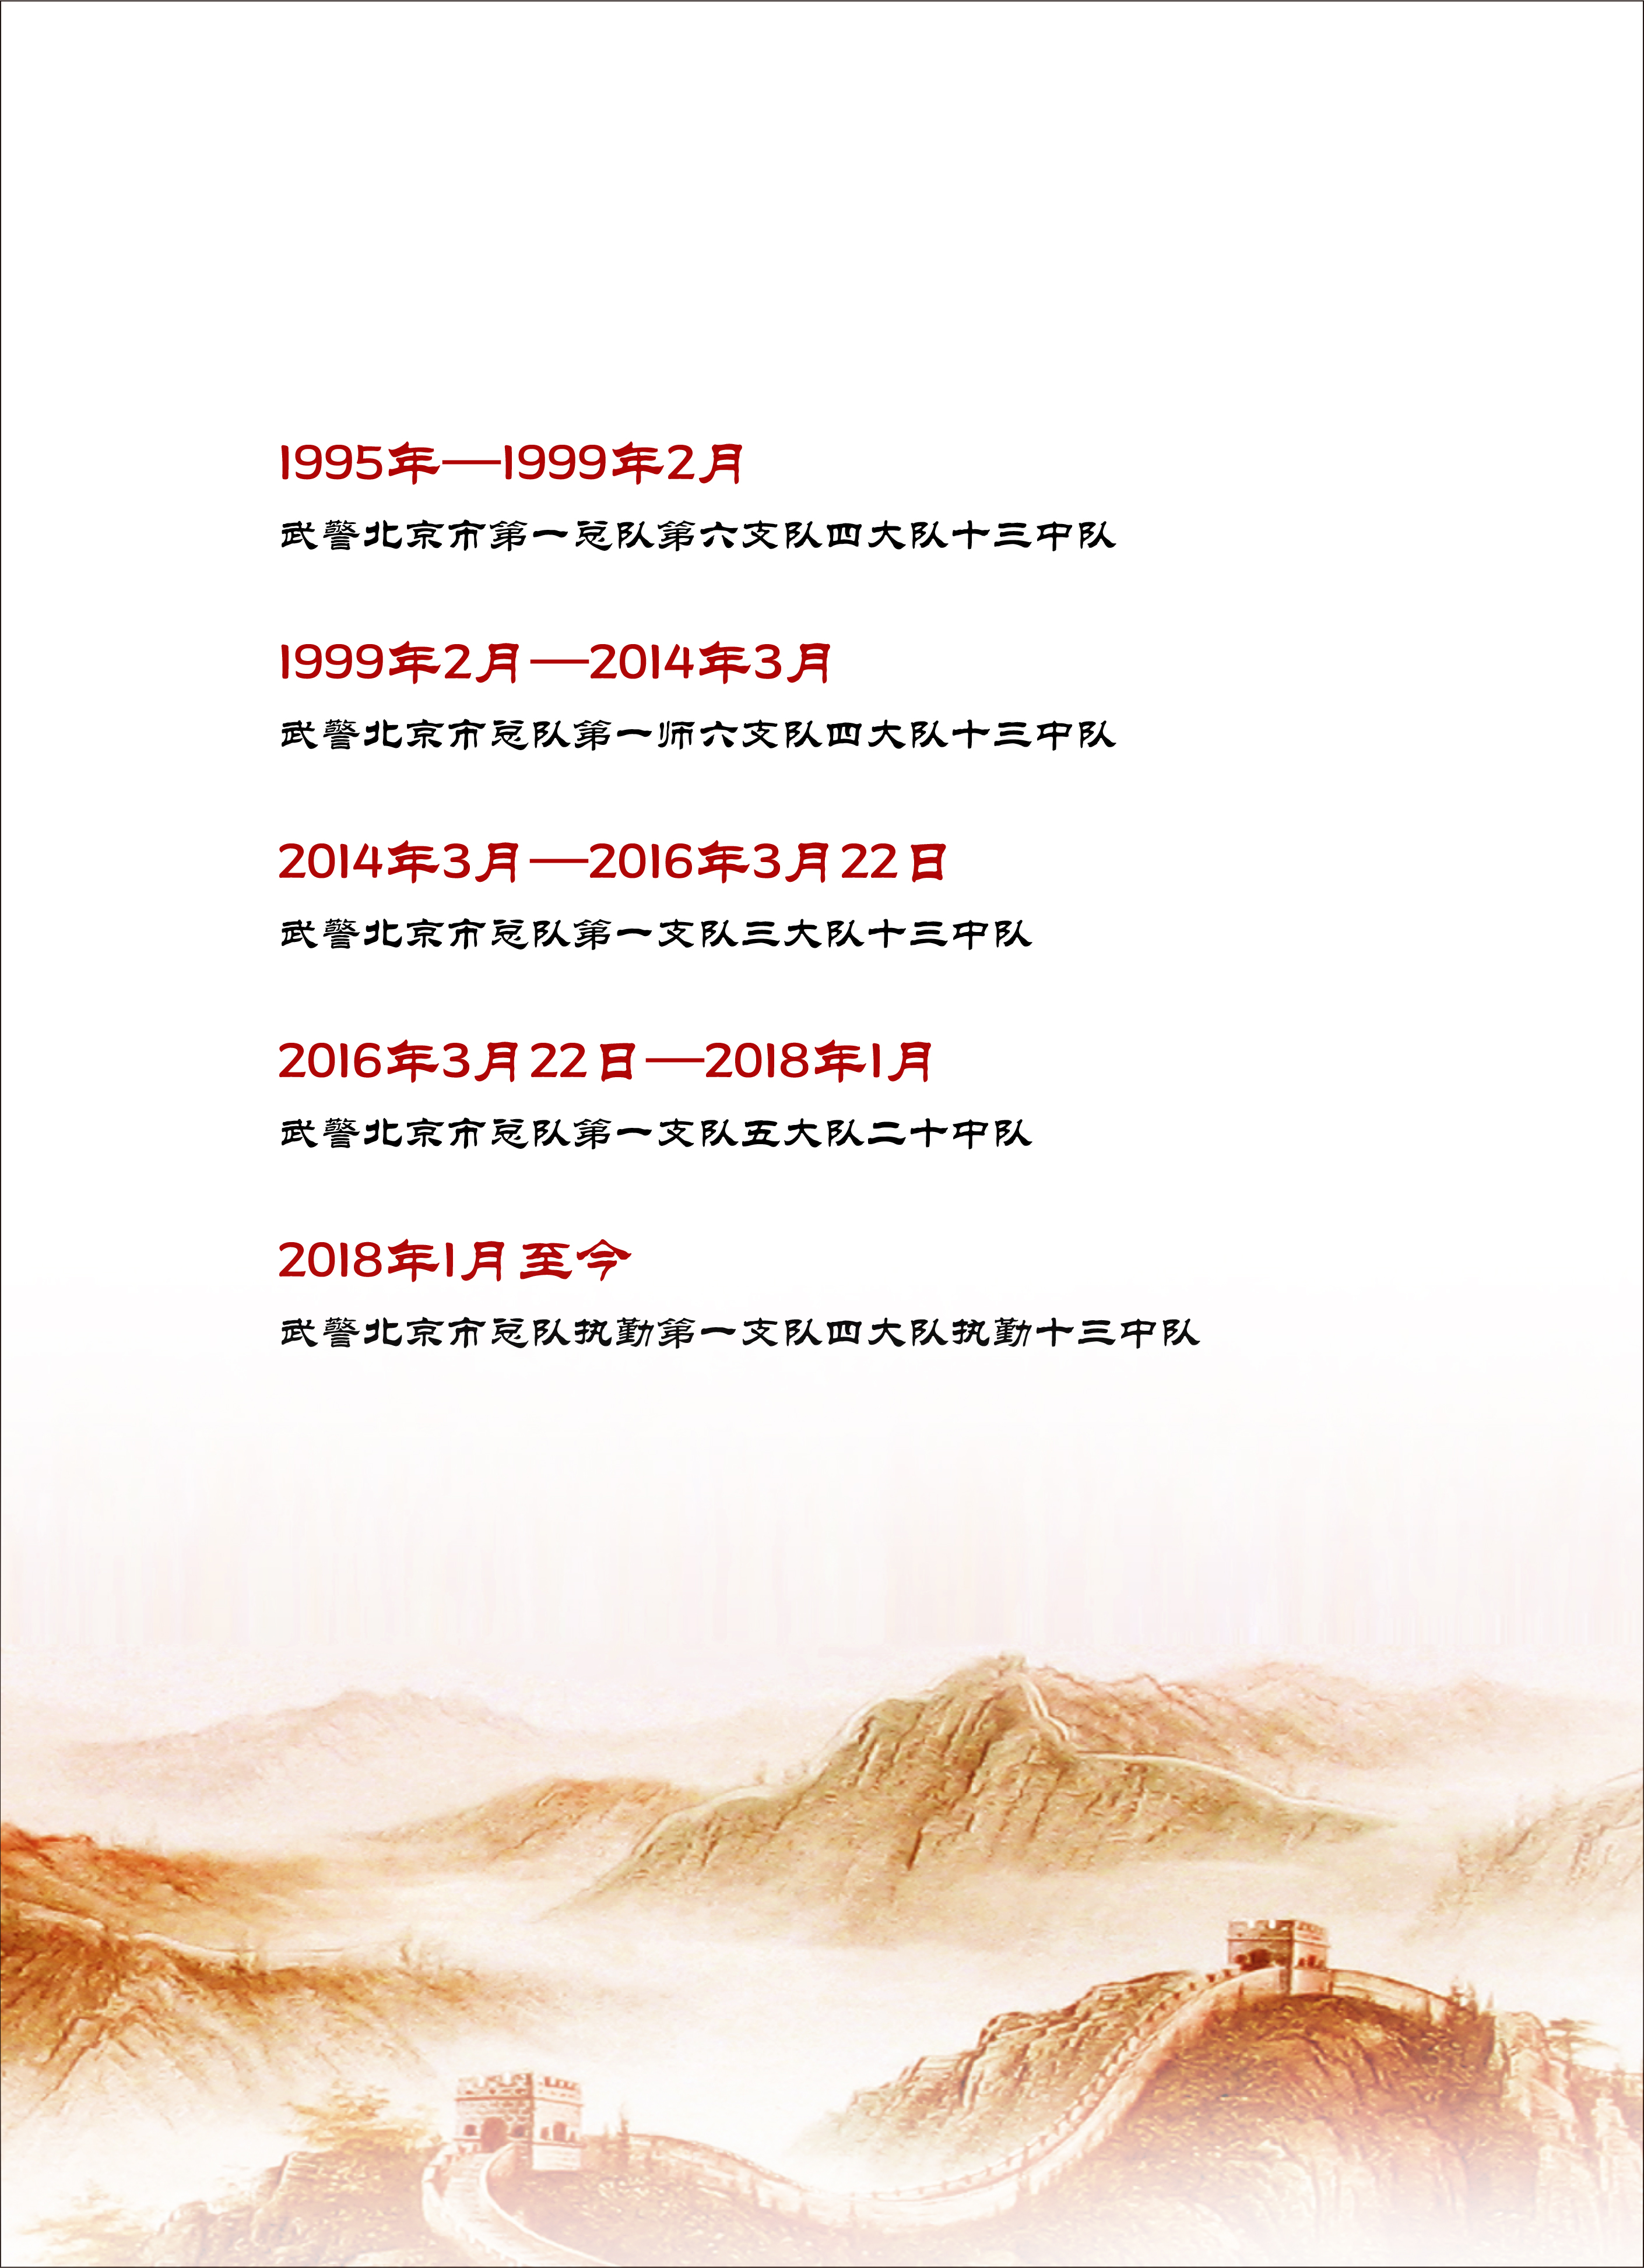 1995年——1999年2月
武警北京市第一总队第六支队四大队十三中队
1999年2月——2014年3月
武警北京市总队第一师六支队四大队十三中队
2014年3月——2016年3月22日
武警北京市总队第一支队三大队十三中队
2016年3月22日——2018年1月
武警北京市总队第一支队五大队二十中队
2018年1月至今
武警北京市总队执勤第一支队四大队执勤十三中队